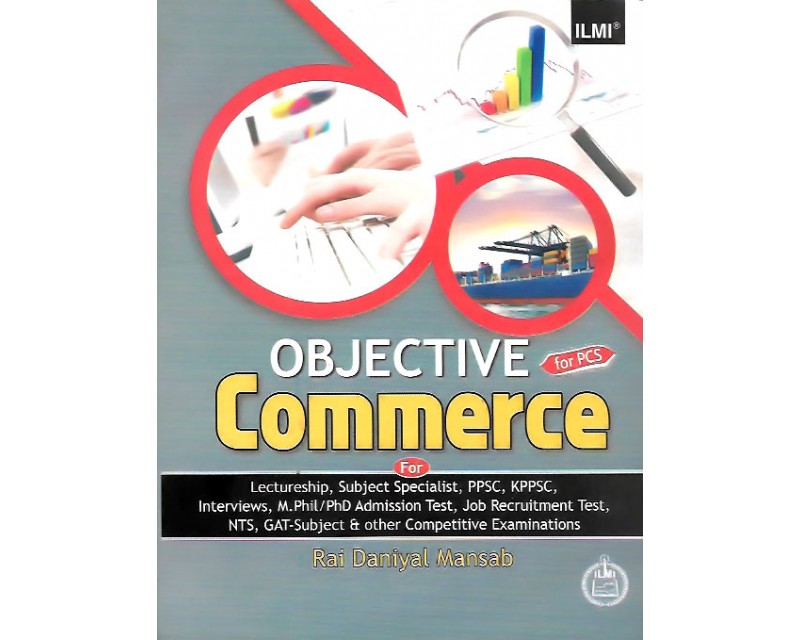 ILMI®
OBJECTIVE
for PCS
Commerce
For
Lectureship, Subject Specialist, PPSC, KPPSC,
Interviews, M.Phil/PhD Admission Test, Job Recruitment Test,
NTS, GAT-Subject & other Competitive Examinations
Rai Daniyal Mansab
ILMI